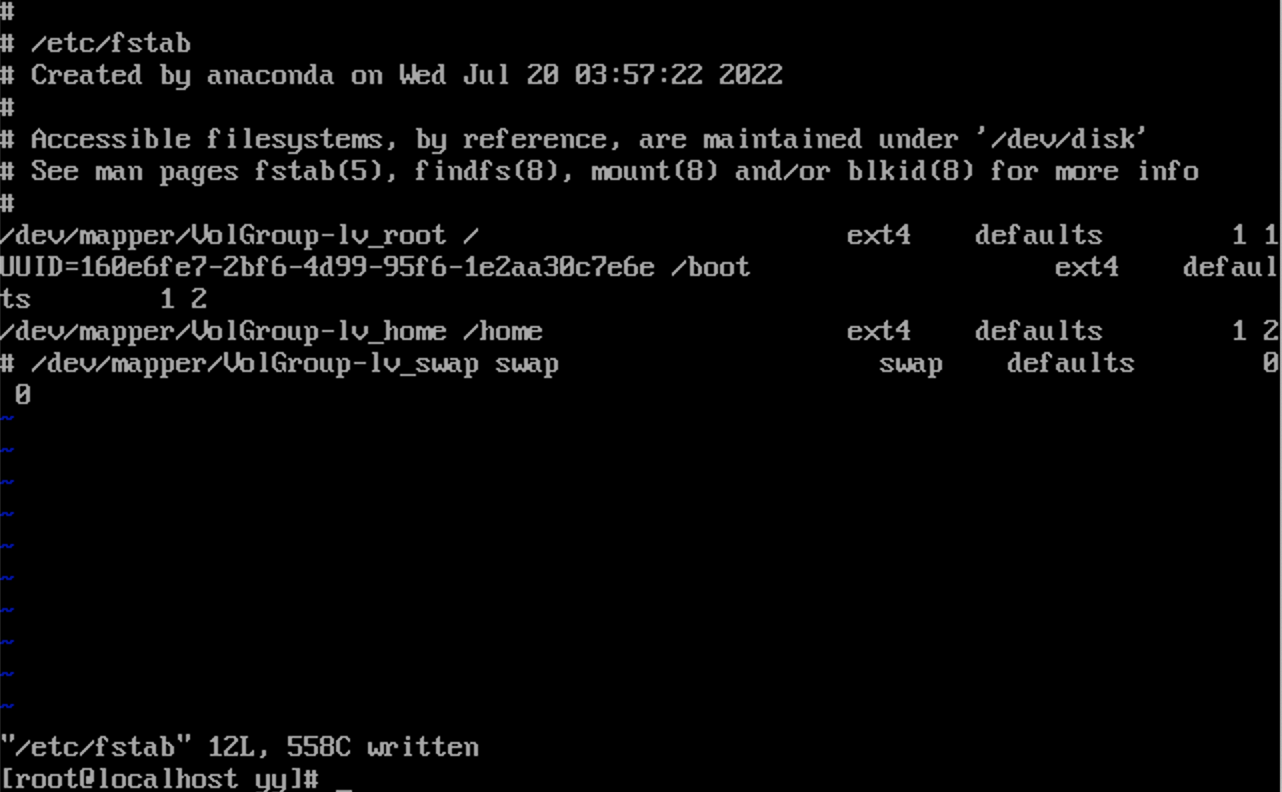 #
# /etc/fstab
# Created by anaconda on Wed Jul 20 03:57:22 2022
#
# Accessible filesystems, by reference, are maintained under '/dev/disk'
# See man pages fstab(5), findfs(8), mount(8) and/or blkid(8) for more info
#
/dev/mapper/VolGroup-lv_root /                       ext4    defaults        1 1
UUID=160e6fe7-2bf6-4d99-95f6-1e2aa30c7e6e /boot                   ext4    defaul
ts        1 2
/dev/mapper/VolGroup-lv_home /home                   ext4    defaults        1 2
# /dev/mapper/VolGroup-lv_swap swap                    swap    defaults        0
 0
~
~
~
~
~
~
~
~
~
~
"/etc/fstab" 12L, 558C written
[root@localhost yy]# _